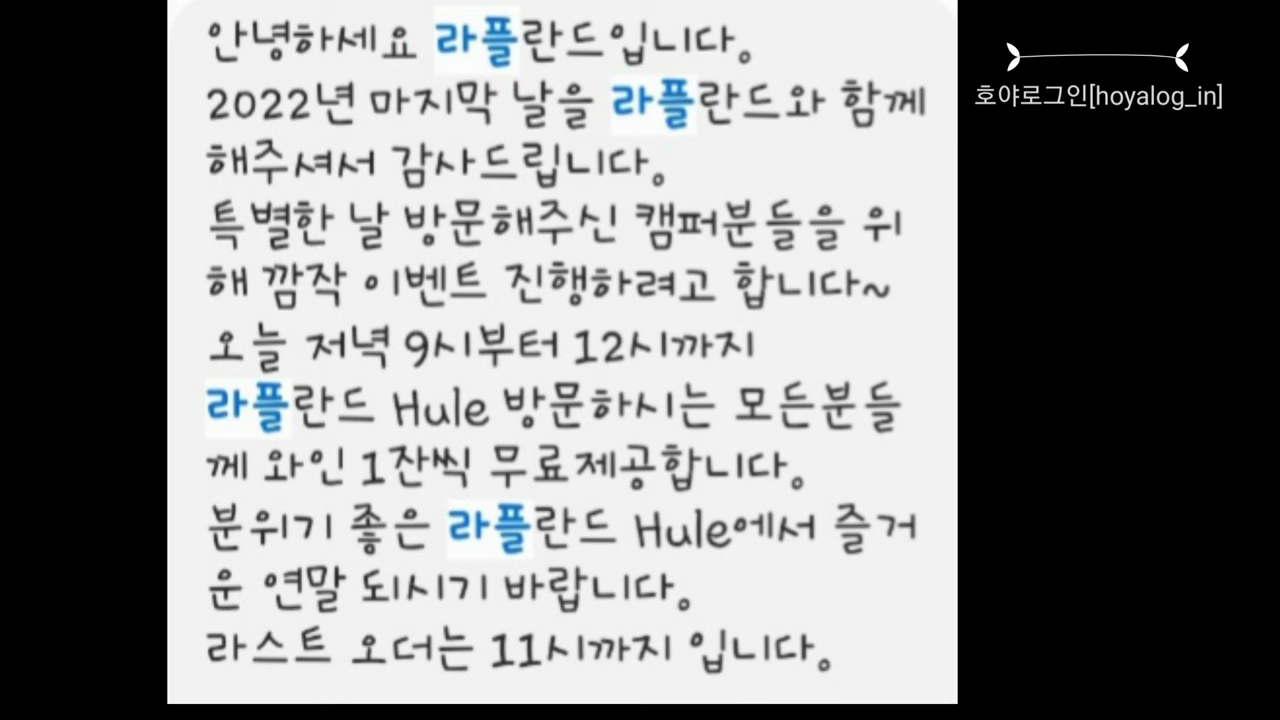 안녕하세요 라플란드입니다.
2022년 마지막 날을 라플란드와 함께
해주셔서 감사드립니다.
특별한 날 방문해주신 캠퍼분들을 위
해 깜작 이벤트 진행하려고 합니다~
오늘 저녁 9시부터 12시까지
라플란드 Hule 방문하시는 모든분들
께 와인 1잔씩 무료제공합니다.
분위기 좋은 라플란드 Hule에서 즐거
운 연말 되시기 바랍니다.
라스트 오더는 11시까지 입니다.
호야로그인[hoyalog_in]